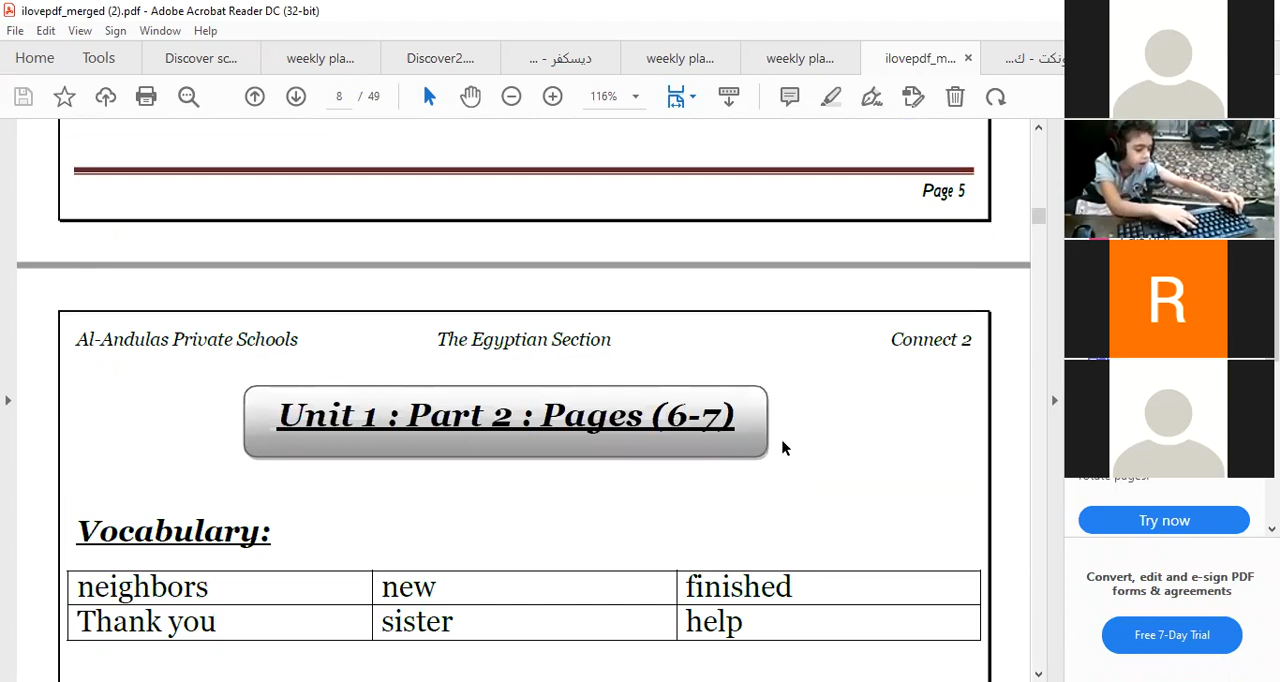 ilovepdf_merged (2).pdf - Adobe Acrobat Reader DC (32-bit)
File Edit View Sign Window Help
Home Tools Discover sc... weekly pla... Discover2.... ديسكفر - ... weekly pla... weekly pla... ilovepdf_m... × ونكت - ك...
8 / 49 116%
Page 5
Al-Andulas Private Schools The Egyptian Section Connect 2
Unit 1 : Part 2 : Pages (6-7)
Vocabulary:
neighbors new finished
Thank you sister help
R
Try now
Convert, edit and e-sign PDF
forms & agreements
Free 7-Day Trial